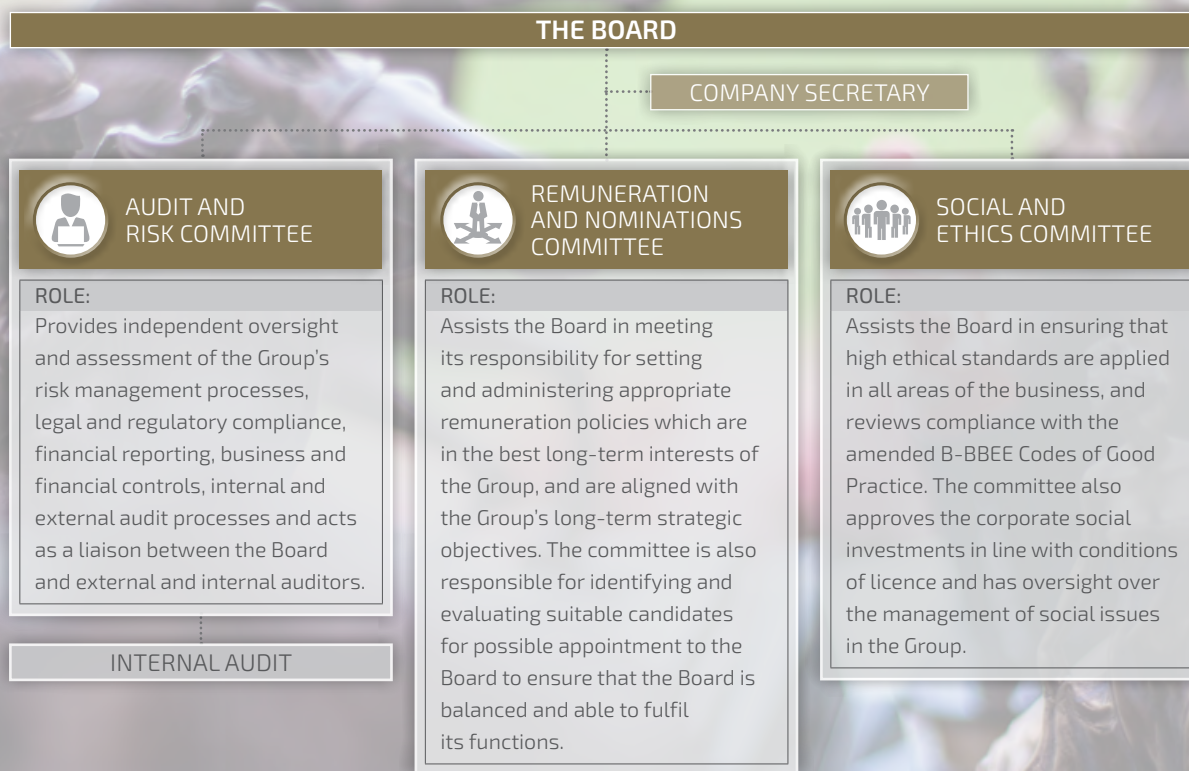 THE BOARD
COMPANY SECRETARY
AUDIT AND
RISK COMMITTEE
ROLE:
Provides independent oversight
and assessment of the Group's
risk management processes,
legal and regulatory compliance,
financial reporting, business and
financial controls, internal and
external audit processes and acts
as a liaison between the Board
and external and internal auditors.
INTERNAL AUDIT
REMUNERATION
AND NOMINATIONS
COMMITTEE
ROLE:
Assists the Board in meeting
its responsibility for setting
and administering appropriate
remuneration policies which are
in the best long-term interests of
the Group, and are aligned with
the Group's long-term strategic
objectives. The committee is also
responsible for identifying and
evaluating suitable candidates
for possible appointment to the
Board to ensure that the Board is
balanced and able to fulfil
its functions.
SOCIAL AND
ETHICS COMMITTEE
ROLE:
Assists the Board in ensuring that
high ethical standards are applied
in all areas of the business, and
reviews compliance with the
amended B-BBEE Codes of Good
Practice. The committee also
approves the corporate social
investments in line with conditions
of licence and has oversight over
the management of social issues
in the Group.